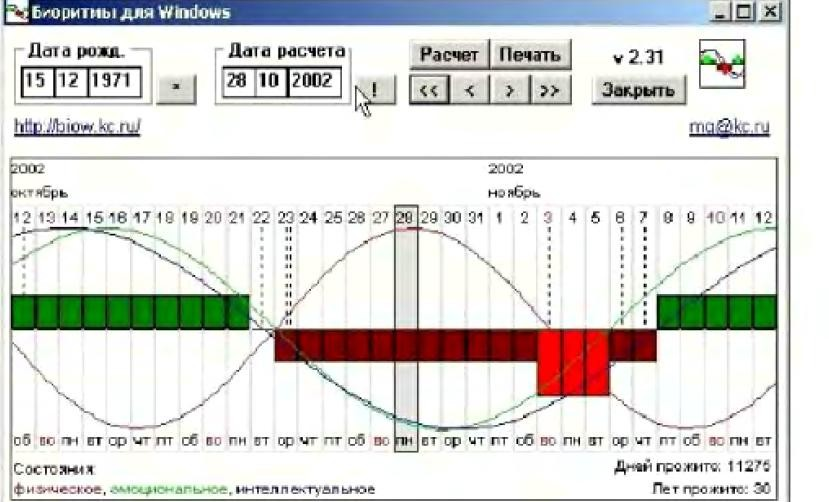 Биоритмы для Windows
Дата рожд. Дата расчета Расчет Печать v 2.31
15 12 1971 * 28 10 2002 ! << < > >> Закрыть
http://biow.kc.ru/ mg@kc.ru
2002 2002
октябрь ноябрь
12 13 14 15 16 17 18 19 20 21 22 23 24 25 26 27 28 29 30 31 1 2 3 4 5 6 7 8 9 10 11 12
сб во пн вт ср чт пт сб во пн вт ср чт пт сб во пн вт ср чт пт сб во пн вт ср чт пт сб во пн вт
Состояния: Дней прожито: 11275
физическое, эмоциональное, интеллектуальное Лет прожито: 30